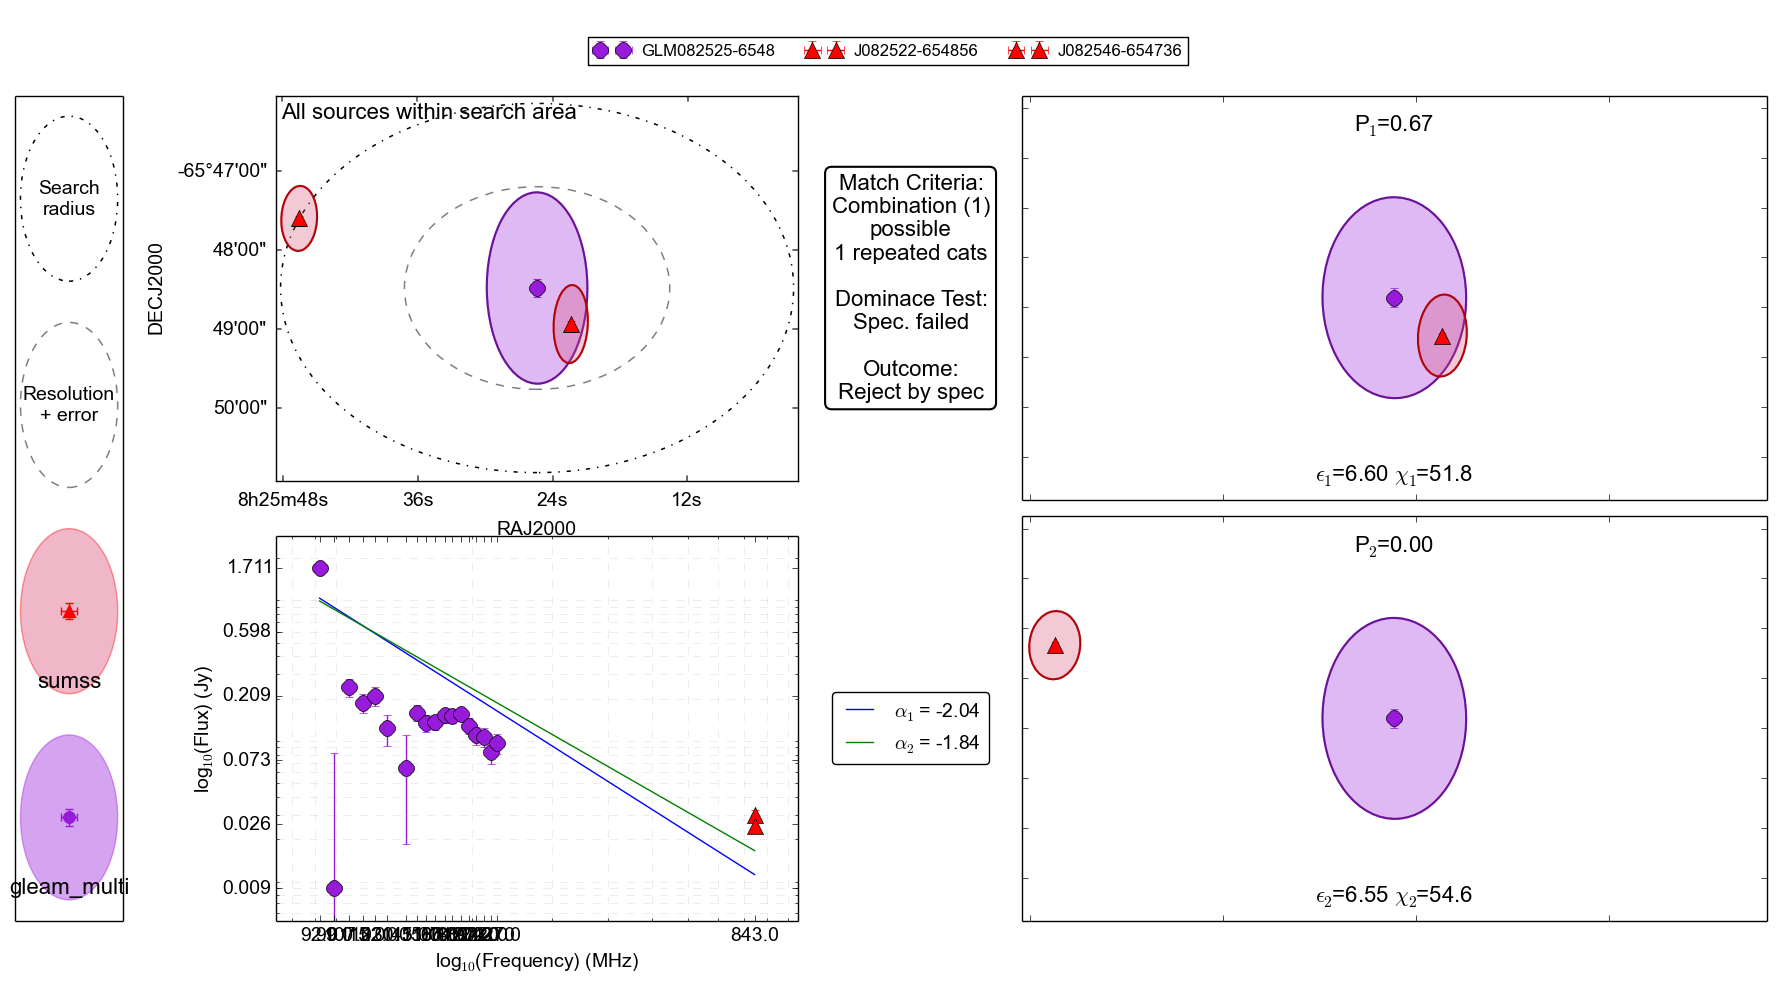 GLM082525-6548 J082522-654856 J082546-654736
Search
radius
Resolution
+ error
sumss
gleam_multi
All sources within search area
DECJ2000
-65°47'00"
48'00"
49'00"
50'00"
8h25m48s 36s 24s 12s
RAJ2000
Match Criteria:
Combination (1)
possible
1 repeated cats
Dominace Test:
Spec. failed
Outcome:
Reject by spec
P1=0.67
ϵ1=6.60 χ1=51.8
P2=0.00
ϵ2=6.55 χ2=54.6
log10(Flux) (Jy)
1.711
0.598
0.209
0.073
0.026
0.009
843.0
log10(Frequency) (MHz)
α1 = -2.04
α2 = -1.84